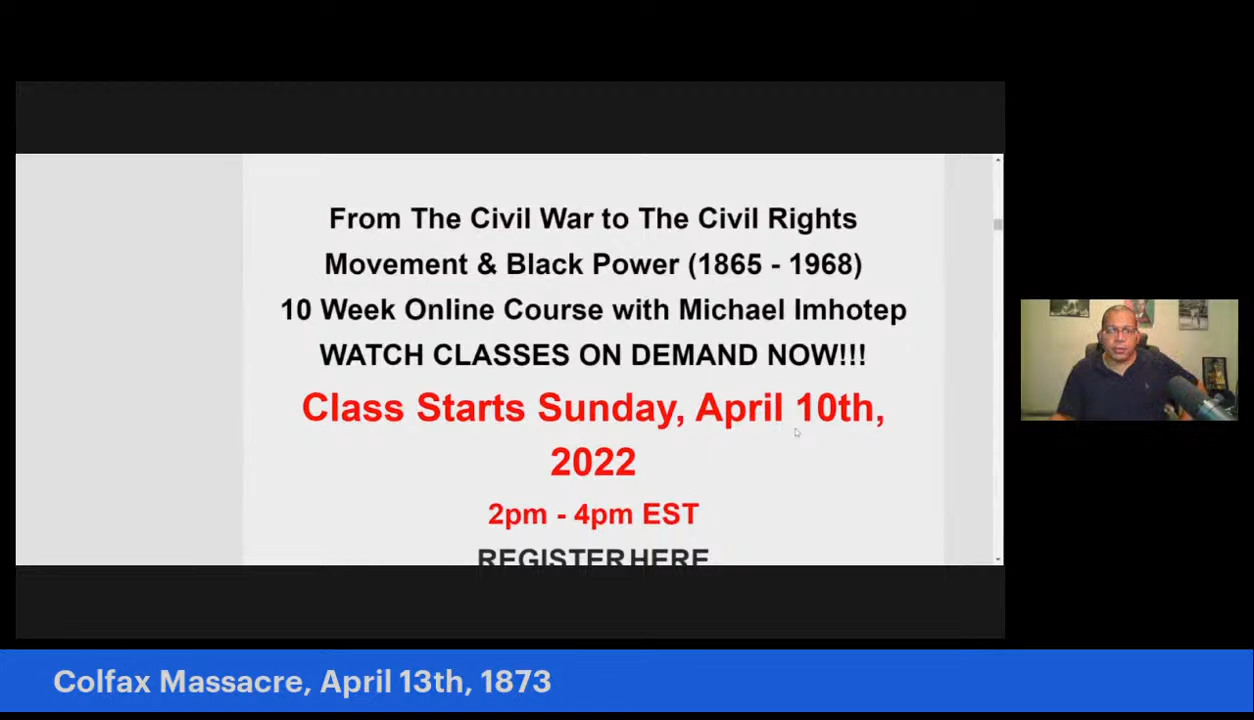 From The Civil War to The Civil Rights
Movement & Black Power (1865 - 1968)
10 Week Online Course with Michael Imhotep
WATCH CLASSES ON DEMAND NOW!!!
Class Starts Sunday, April 10th,
2022
2pm - 4pm EST
REGISTER HERE
Colfax Massacre, April 13th, 1873